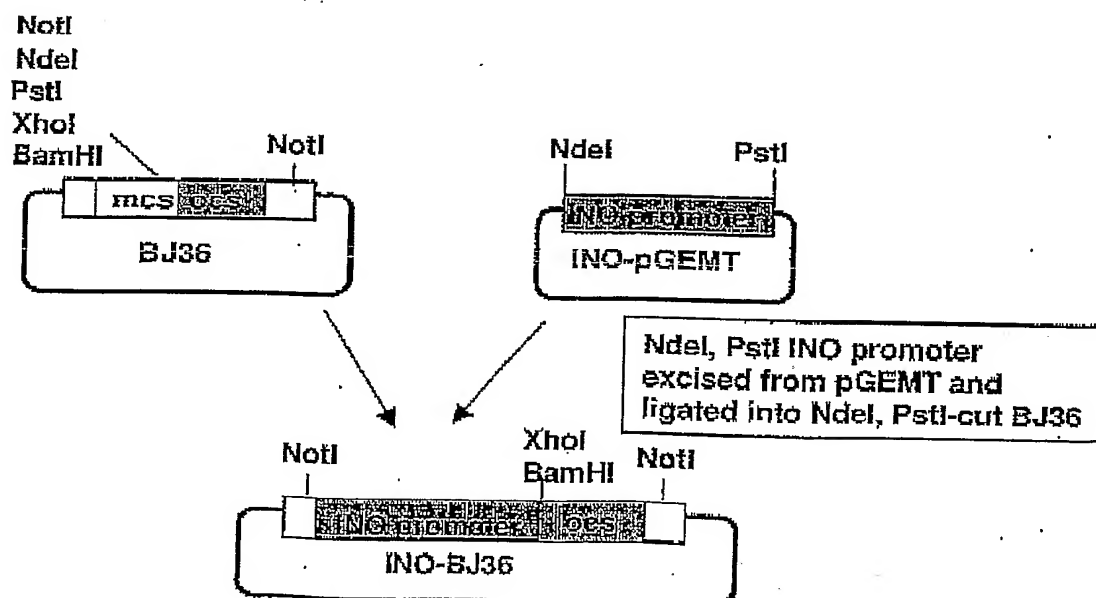 NotI
NdeI
PstI
XhoI
BamHI
NotI
mcs ocs
BJ36
NdeI
PstI
INO promoter
INO-pGEMT
NdeI, PstI INO promoter
excised from pGEMT and
ligated into NdeI, PstI-cut BJ36
NotI
XhoI
BamHI
NotI
INO promoter
ocs
INO-BJ36